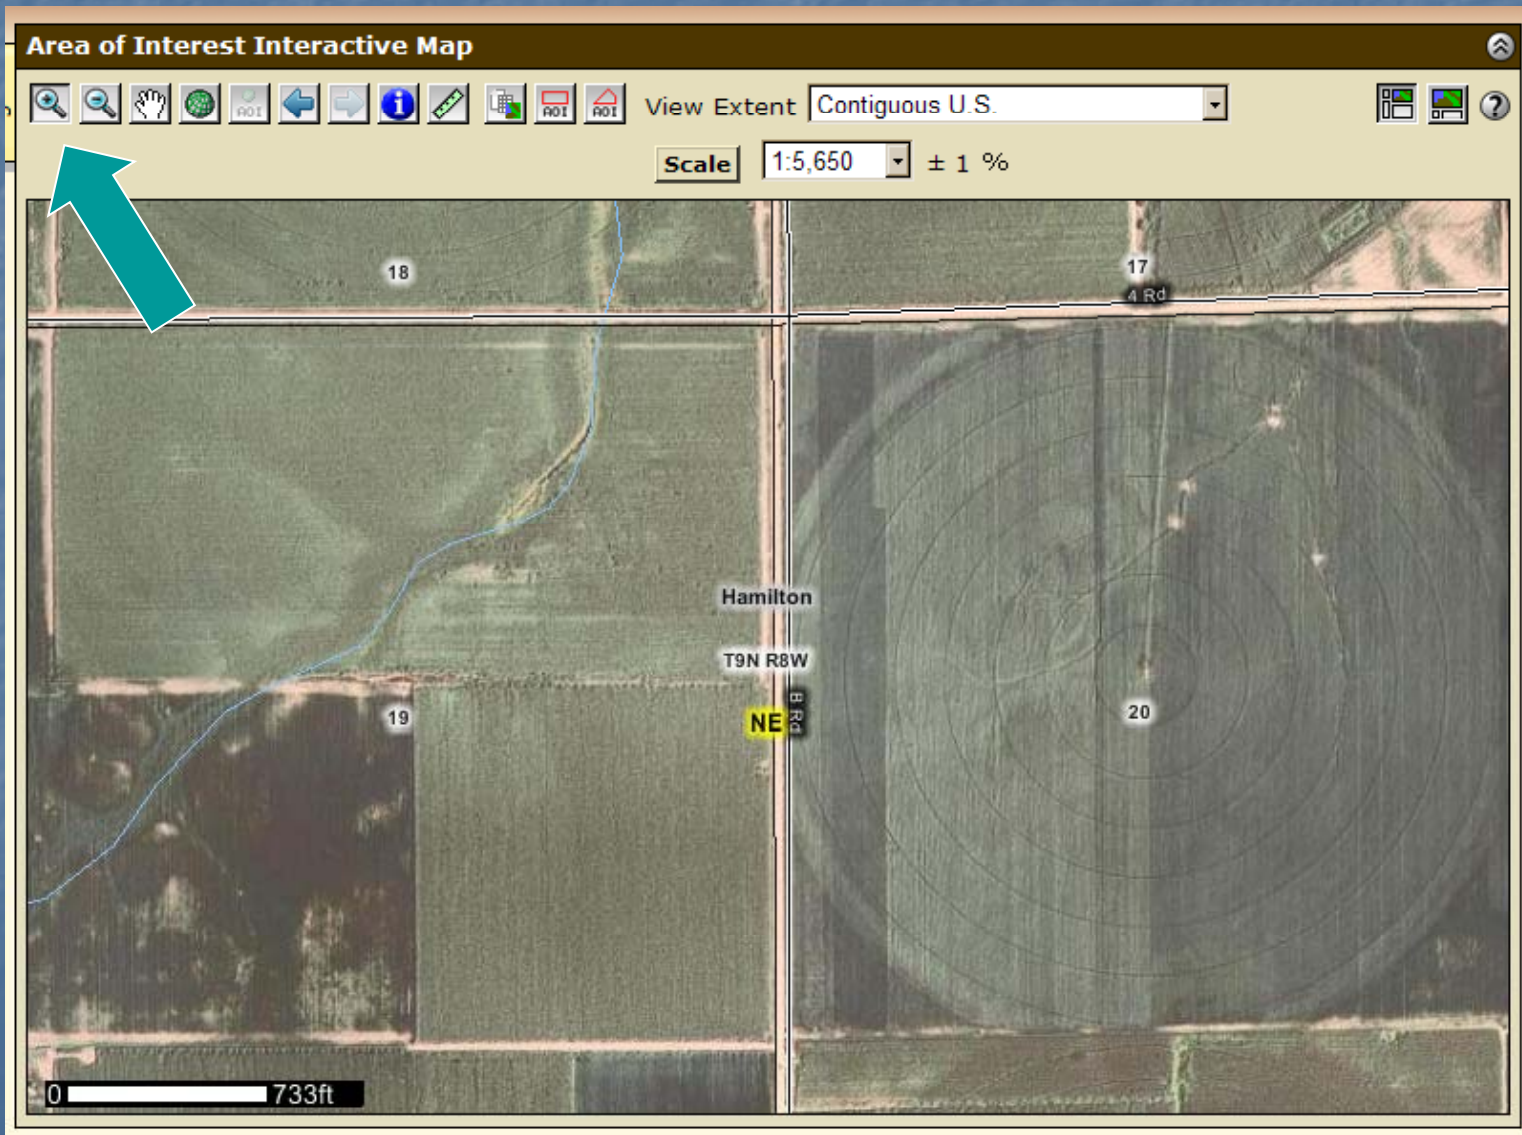 Area of Interest Interactive Map
AOI AOI AOI View Extent Contiguous U.S.
Scale 1:5,650 ± 1 %
18
17
4 Rd
Hamilton
T9N R8W
B Rd
19
NE
20
0 733ft